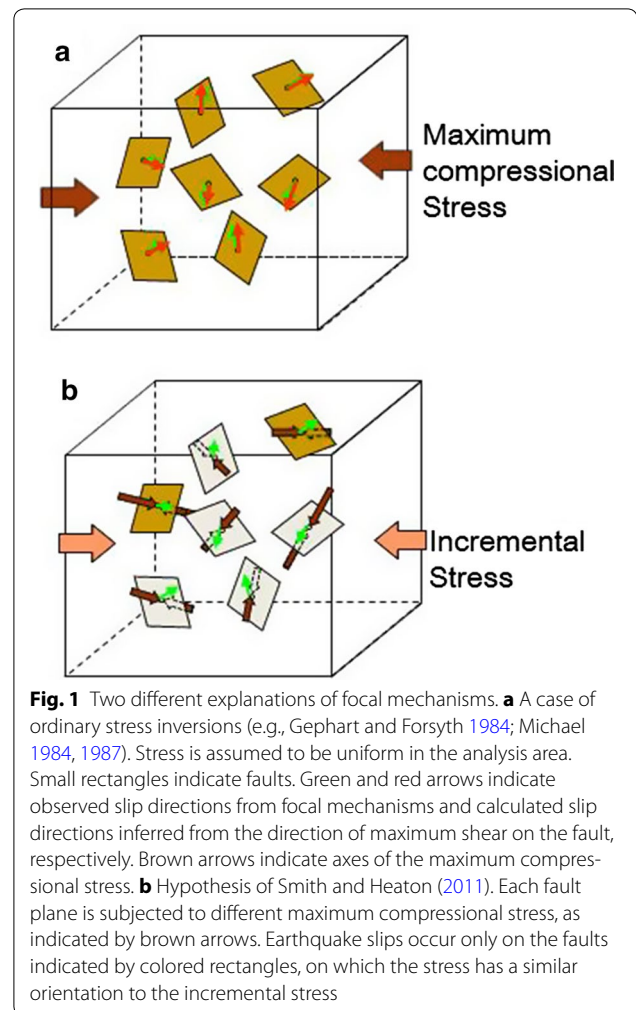 a
Maximum
compressional
Stress
b
Incremental
Stress
Fig. 1 Two different explanations of focal mechanisms. a A case of
ordinary stress inversions (e.g., Gephart and Forsyth 1984; Michael
1984, 1987). Stress is assumed to be uniform in the analysis area.
Small rectangles indicate faults. Green and red arrows indicate
observed slip directions from focal mechanisms and calculated slip
directions inferred from the direction of maximum shear on the fault,
respectively. Brown arrows indicate axes of the maximum compres-
sional stress. b Hypothesis of Smith and Heaton (2011). Each fault
plane is subjected to different maximum compressional stress, as
indicated by brown arrows. Earthquake slips occur only on the faults
indicated by colored rectangles, on which the stress has a similar
orientation to the incremental stress